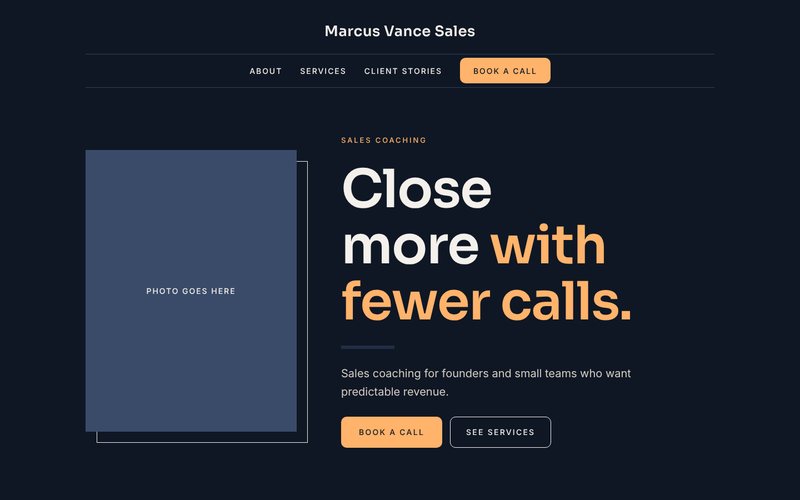 Marcus Vance Sales
ABOUT SERVICES CLIENT STORIES BOOK A CALL
PHOTO GOES HERE
SALES COACHING
Close
more with
fewer calls.
Sales coaching for founders and small teams who want
predictable revenue.
BOOK A CALL SEE SERVICES